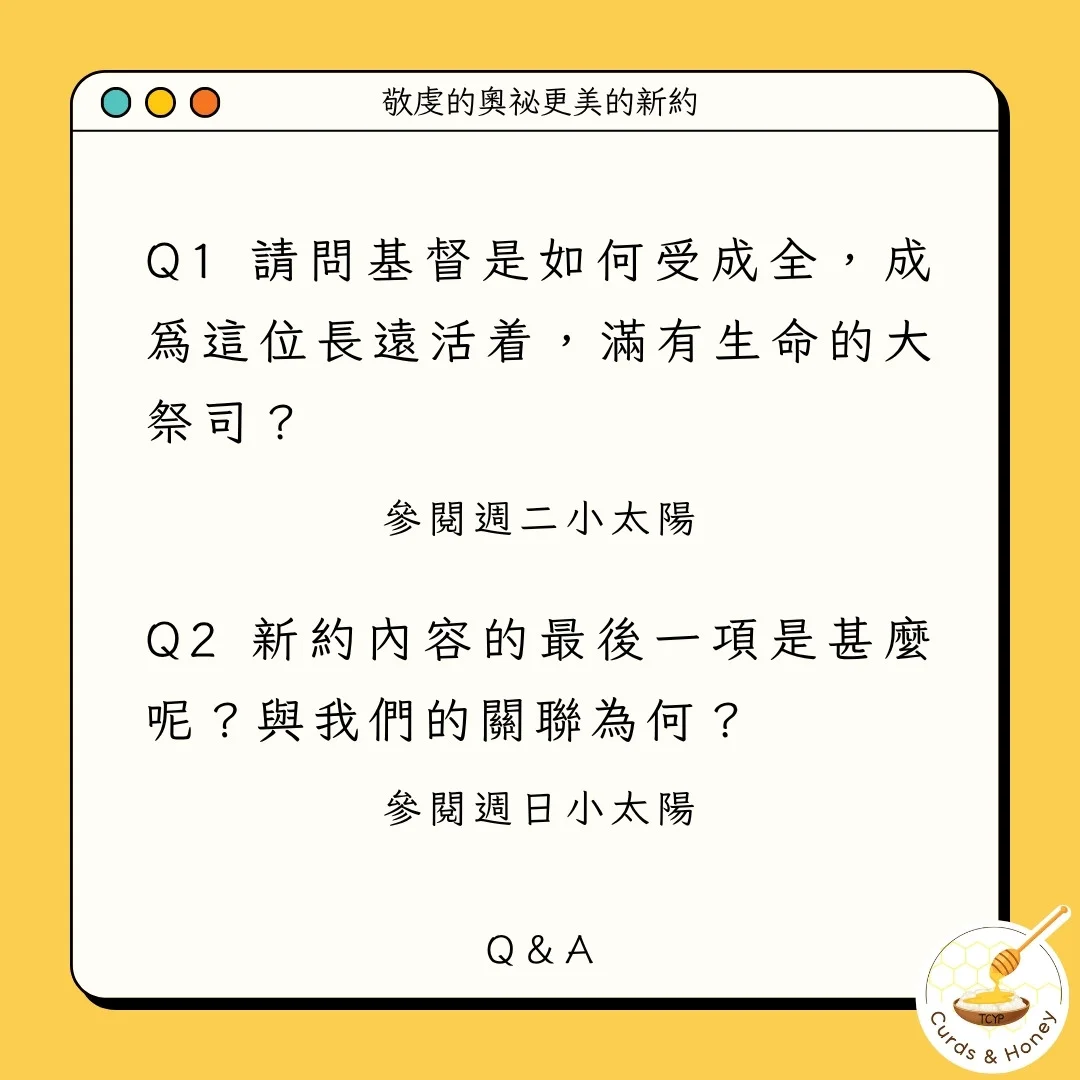 敬虔的奧祕更美的新約
Q1 請問基督是如何受成全，成
爲這位長遠活着，滿有生命的大
祭司？
參閱週二小太陽
Q2 新約內容的最後一項是甚麼
呢？與我們的關聯為何？
參閱週日小太陽
Q & A
TCYP
Curds & Honey